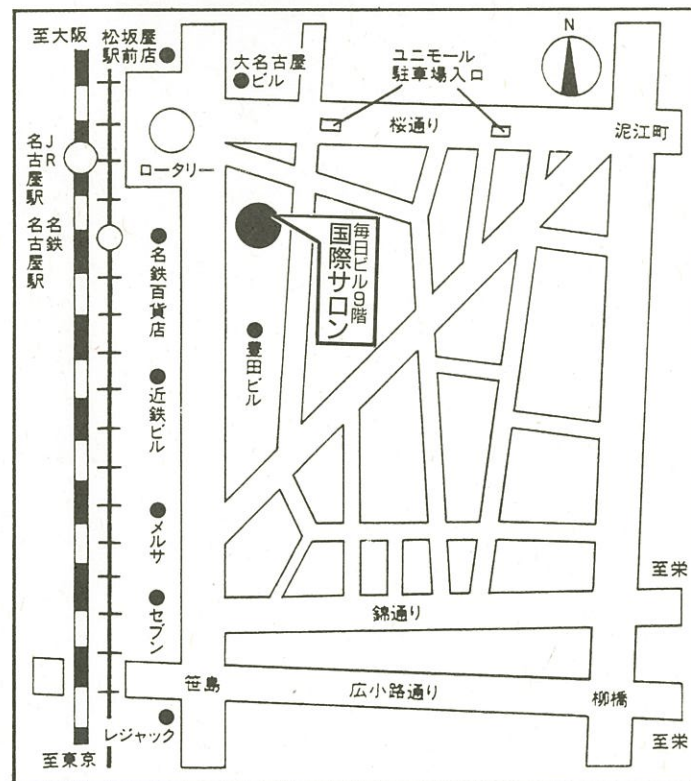 至大阪
松坂屋
駅前店
大名古屋
ビル
ユニモール
駐車場入口
N
桜通り
泥江町
JR
名古屋駅
ロータリー
名鉄
名古屋駅
毎日ビル9階
国際サロン
名鉄百貨店
豊田ビル
近鉄ビル
メルサ
セブン
至栄
錦通り
笹島
広小路通り
柳橋
レジャック
至東京
至栄